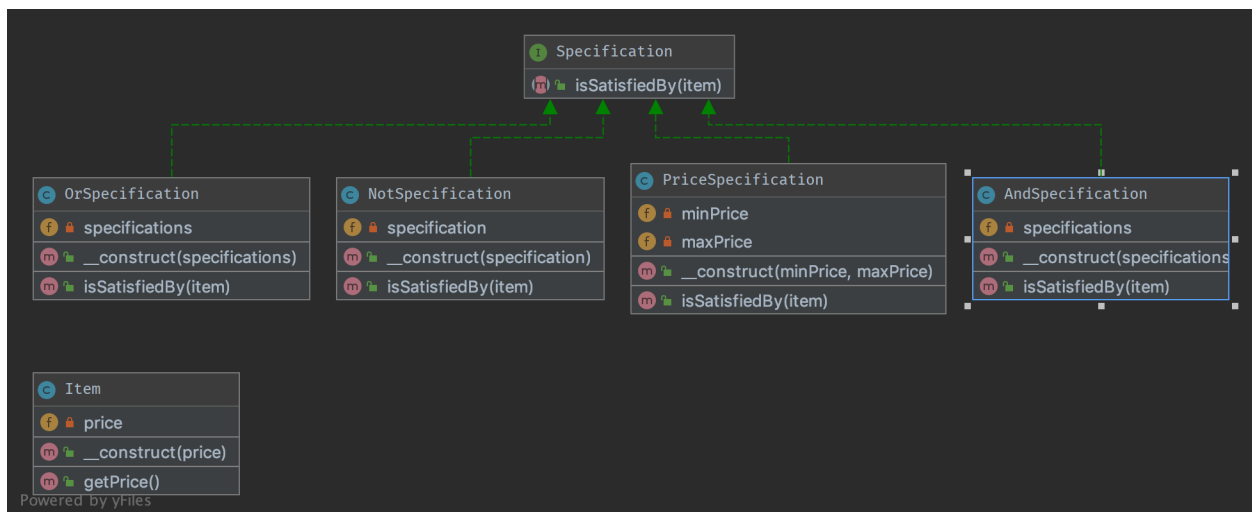 Specification
isSatisfiedBy(item)
OrSpecification
specifications
__construct(specifications)
isSatisfiedBy(item)
NotSpecification
specification
__construct(specification)
isSatisfiedBy(item)
PriceSpecification
minPrice
maxPrice
__construct(minPrice, maxPrice)
isSatisfiedBy(item)
AndSpecification
specifications
__construct(specifications
isSatisfiedBy(item)
Item
price
__construct(price)
getPrice()
Powered by yFiles